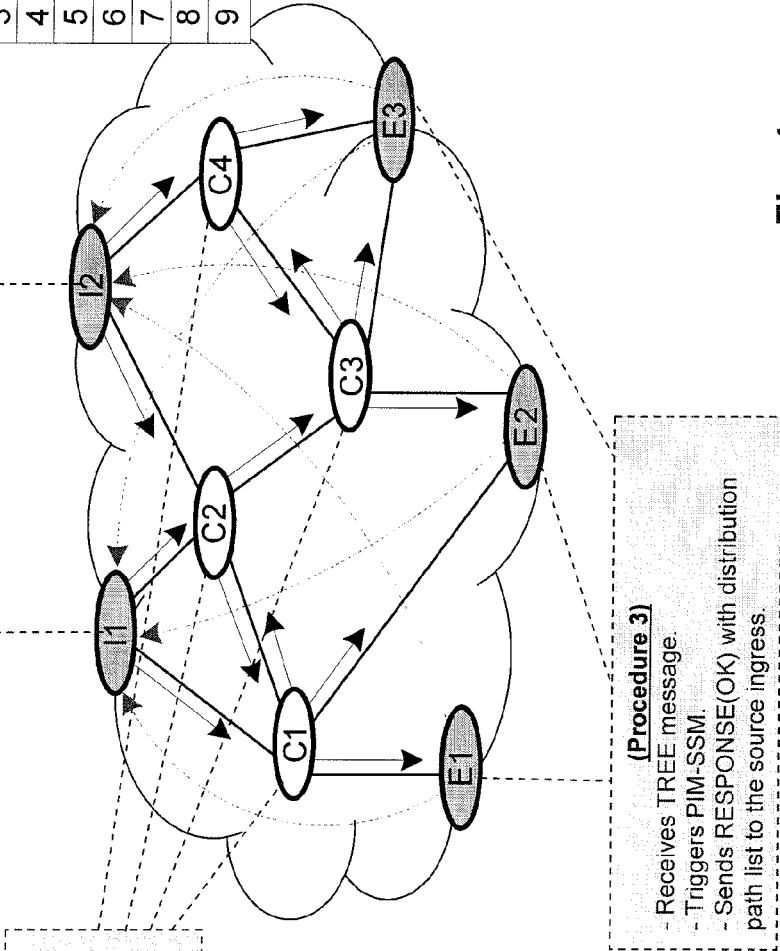 3
4
5
6
7
8
9
I1
I2
C2
C4
C1
C3
E1
E2
E3
(Procedure 3)
- Receives TREE message.
- Triggers PIM-SSM.
- Sends RESPONSE(OK) with distribution
path list to the source ingress.